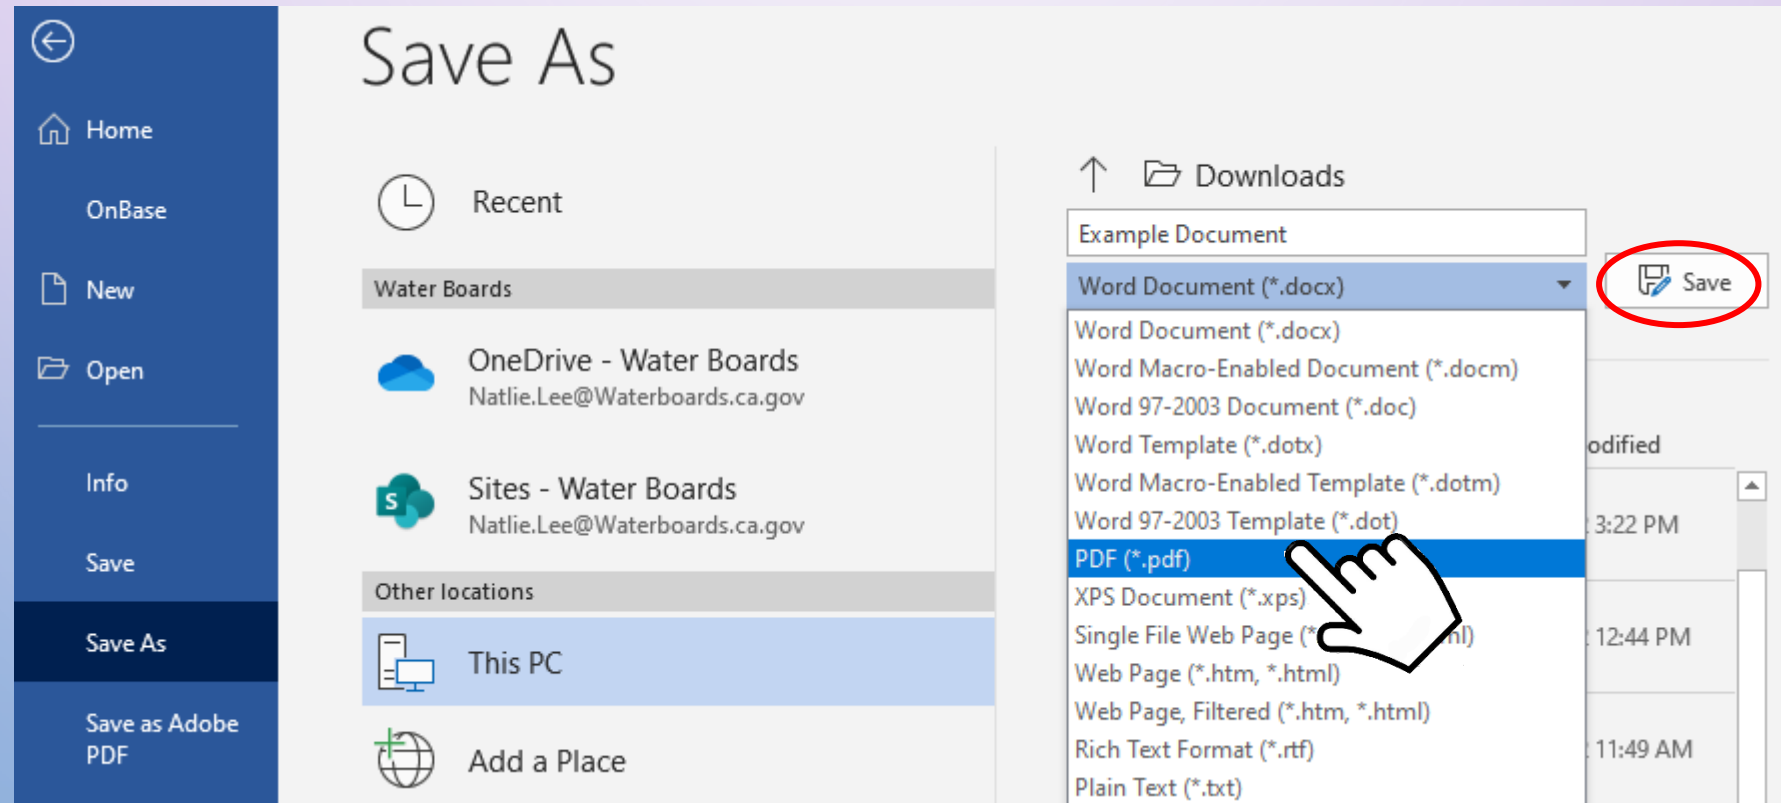 Save As
Home
OnBase
New
Open
Info
Save
Save As
Save as Adobe
PDF
Recent
Water Boards
OneDrive - Water Boards
Natlie.Lee@Waterboards.ca.gov
S
Sites - Water Boards
Natlie.Lee@Waterboards.ca.gov
Other locations
This PC
Add a Place
Downloads
Example Document
Word Document (*.docx)
Save
Word Document (*.docx)
Word Macro-Enabled Document (*.docm)
Word 97-2003 Document (*.doc)
Word Template (*.dotx)
Word Macro-Enabled Template (*.dotm)
Word 97-2003 Template (*.dot)
PDF (*.pdf)
XPS Document (*.xps)
Single File Web Page (*
Web Page (*.htm, *.html)
Web Page, Filtered (*.htm, *.html)
Rich Text Format (*.rtf)
Plain Text (*.txt)
odified
3:22 PM
12:44 PM
11:49 AM